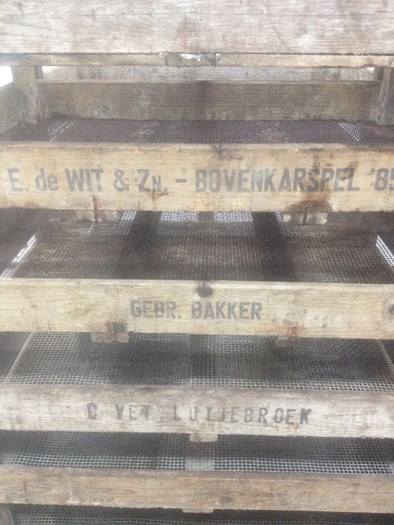 E. de WIT & Zn. - BOVENKARSPEL '85
GEBR. BAKKER
C VET LUTJEBROEK